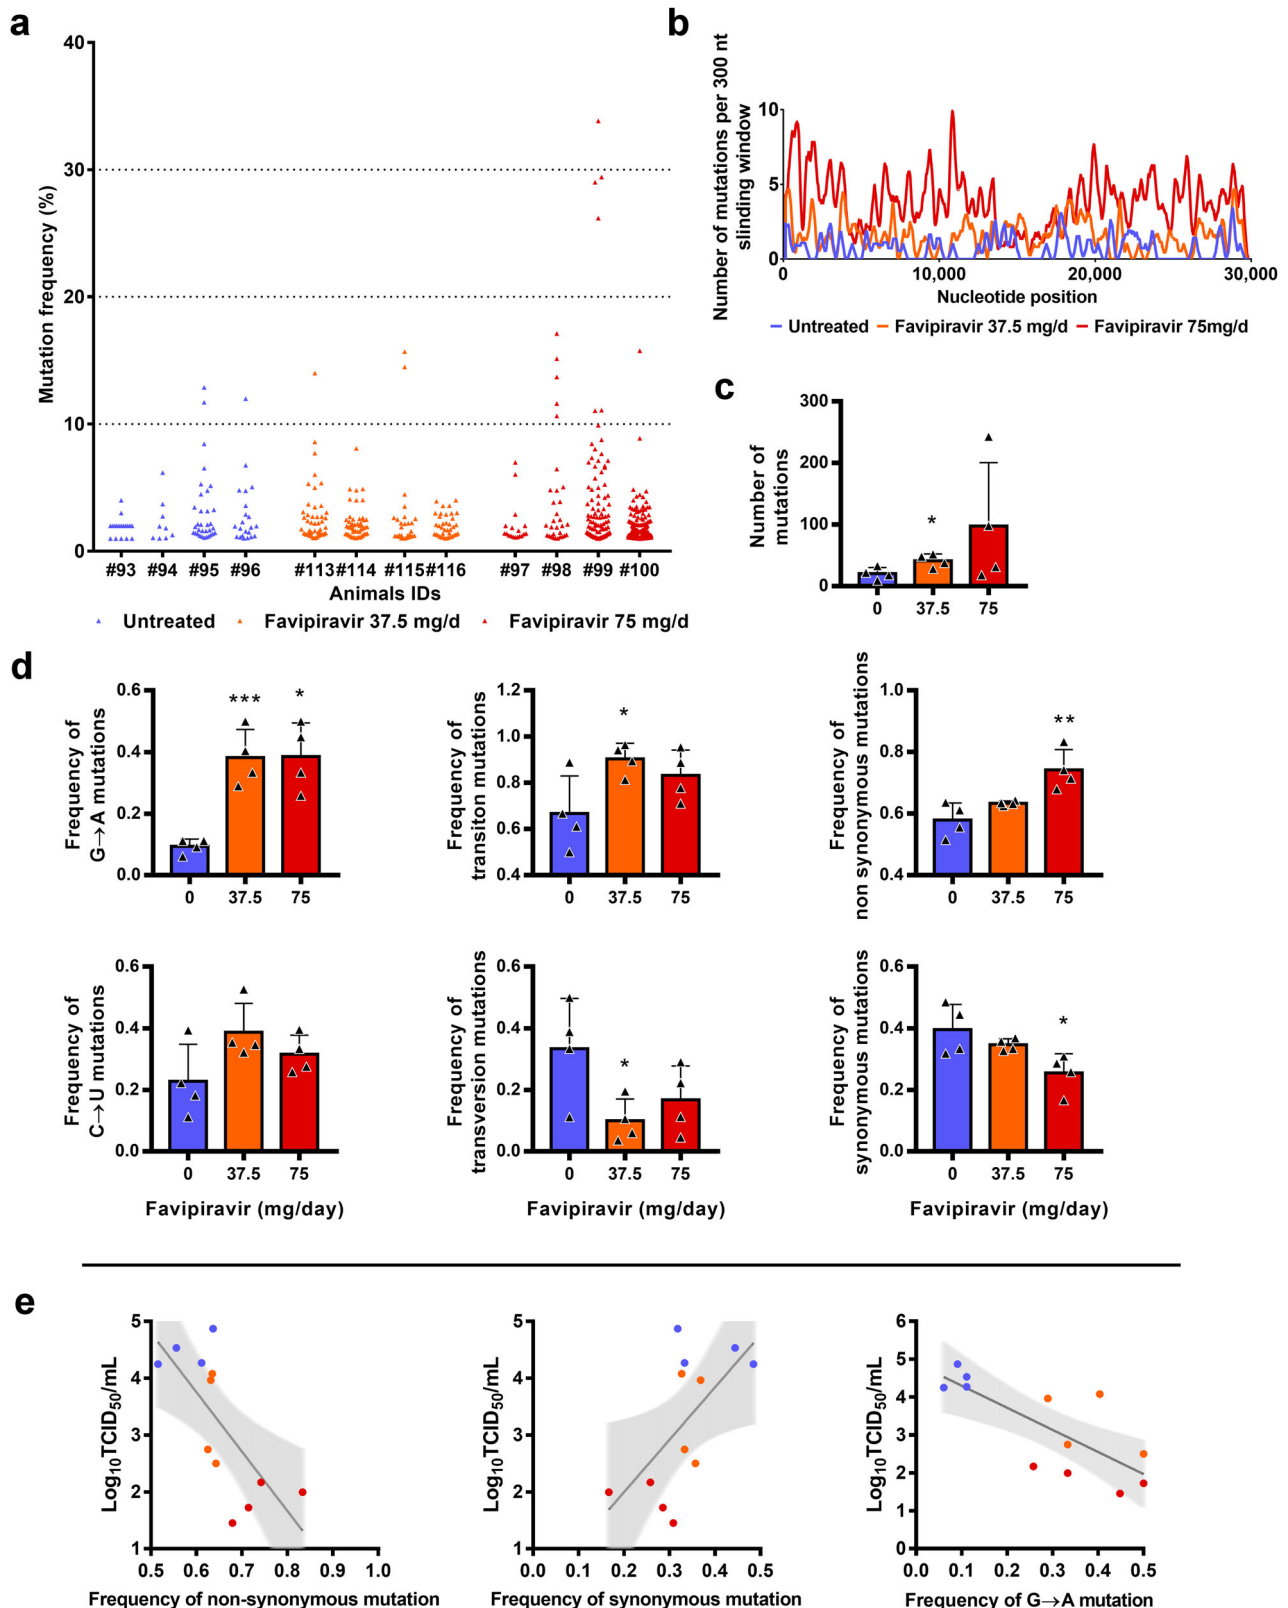 a
40
30
20
10
0
Mutation frequency (%)
#93 #94 #95 #96 #113 #114 #115 #116 #97 #98 #99 #100
Animals IDs
Untreated Favipiravir 37.5 mg/d Favipiravir 75 mg/d
b
Number of mutations per 300 nt
slinding window
10
5
0
0 10,000 20,000 30,000
Nucleotide position
Untreated Favipiravir 37.5 mg/d Favipiravir 75mg/d
c
Number of
mutations
300
200
100
0
*
0 37.5 75
d
Frequency of
G→A mutations
0.6
0.4
0.2
0.0
*** *
0 37.5 75
Frequency of
transiton mutations
1.2
1.0
0.8
0.6
0.4
*
0 37.5 75
Frequency of
non synonymous mutations
1.0
0.8
0.6
0.4
**
0 37.5 75
Frequency of
C→U mutations
0.6
0.4
0.2
0.0
0 37.5 75
Favipiravir (mg/day)
Frequency of
transversion mutations
0.6
0.4
0.2
0.0
*
0 37.5 75
Favipiravir (mg/day)
Frequency of
synonymous mutations
0.6
0.4
0.2
0.0
*
0 37.5 75
Favipiravir (mg/day)
e
Log10TCID50/mL
5
4
3
2
1
0.5 0.6 0.7 0.8 0.9 1.0
Frequency of non-synonymous mutation
Log10TCID50/mL
5
4
3
2
1
0.0 0.1 0.2 0.3 0.4 0.5
Frequency of synonymous mutation
Log10TCID50/mL
6
5
4
3
2
1
0
0.0 0.1 0.2 0.3 0.4 0.5
Frequency of G→A mutation